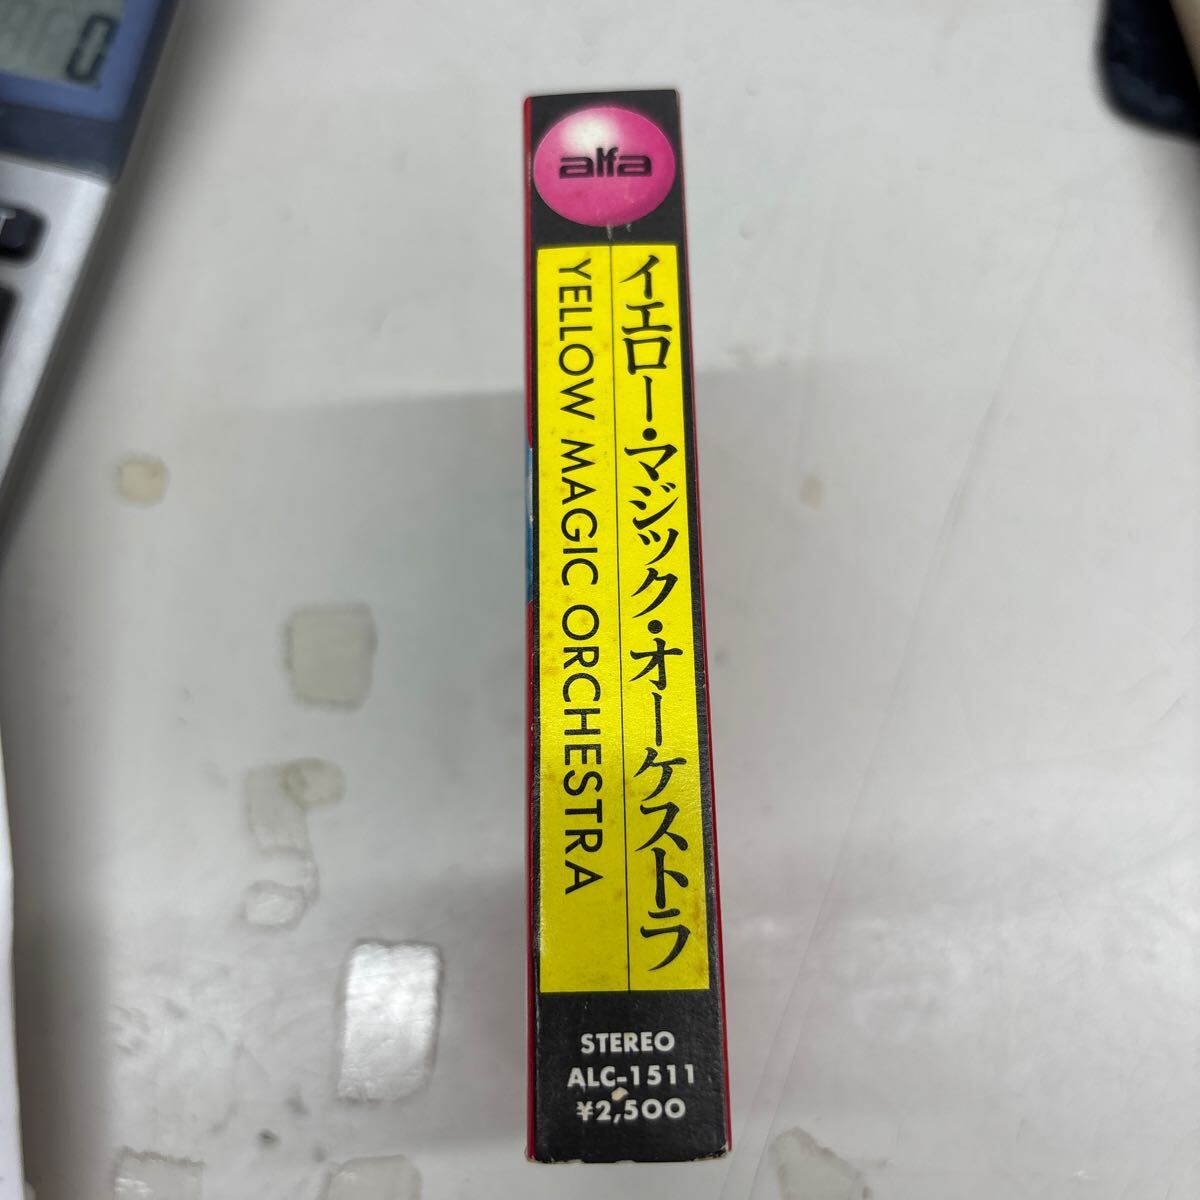 alfa
イエロー・マジック・オーケストラ
YELLOW MAGIC ORCHESTRA
STEREO
ALC-1511
¥2,500